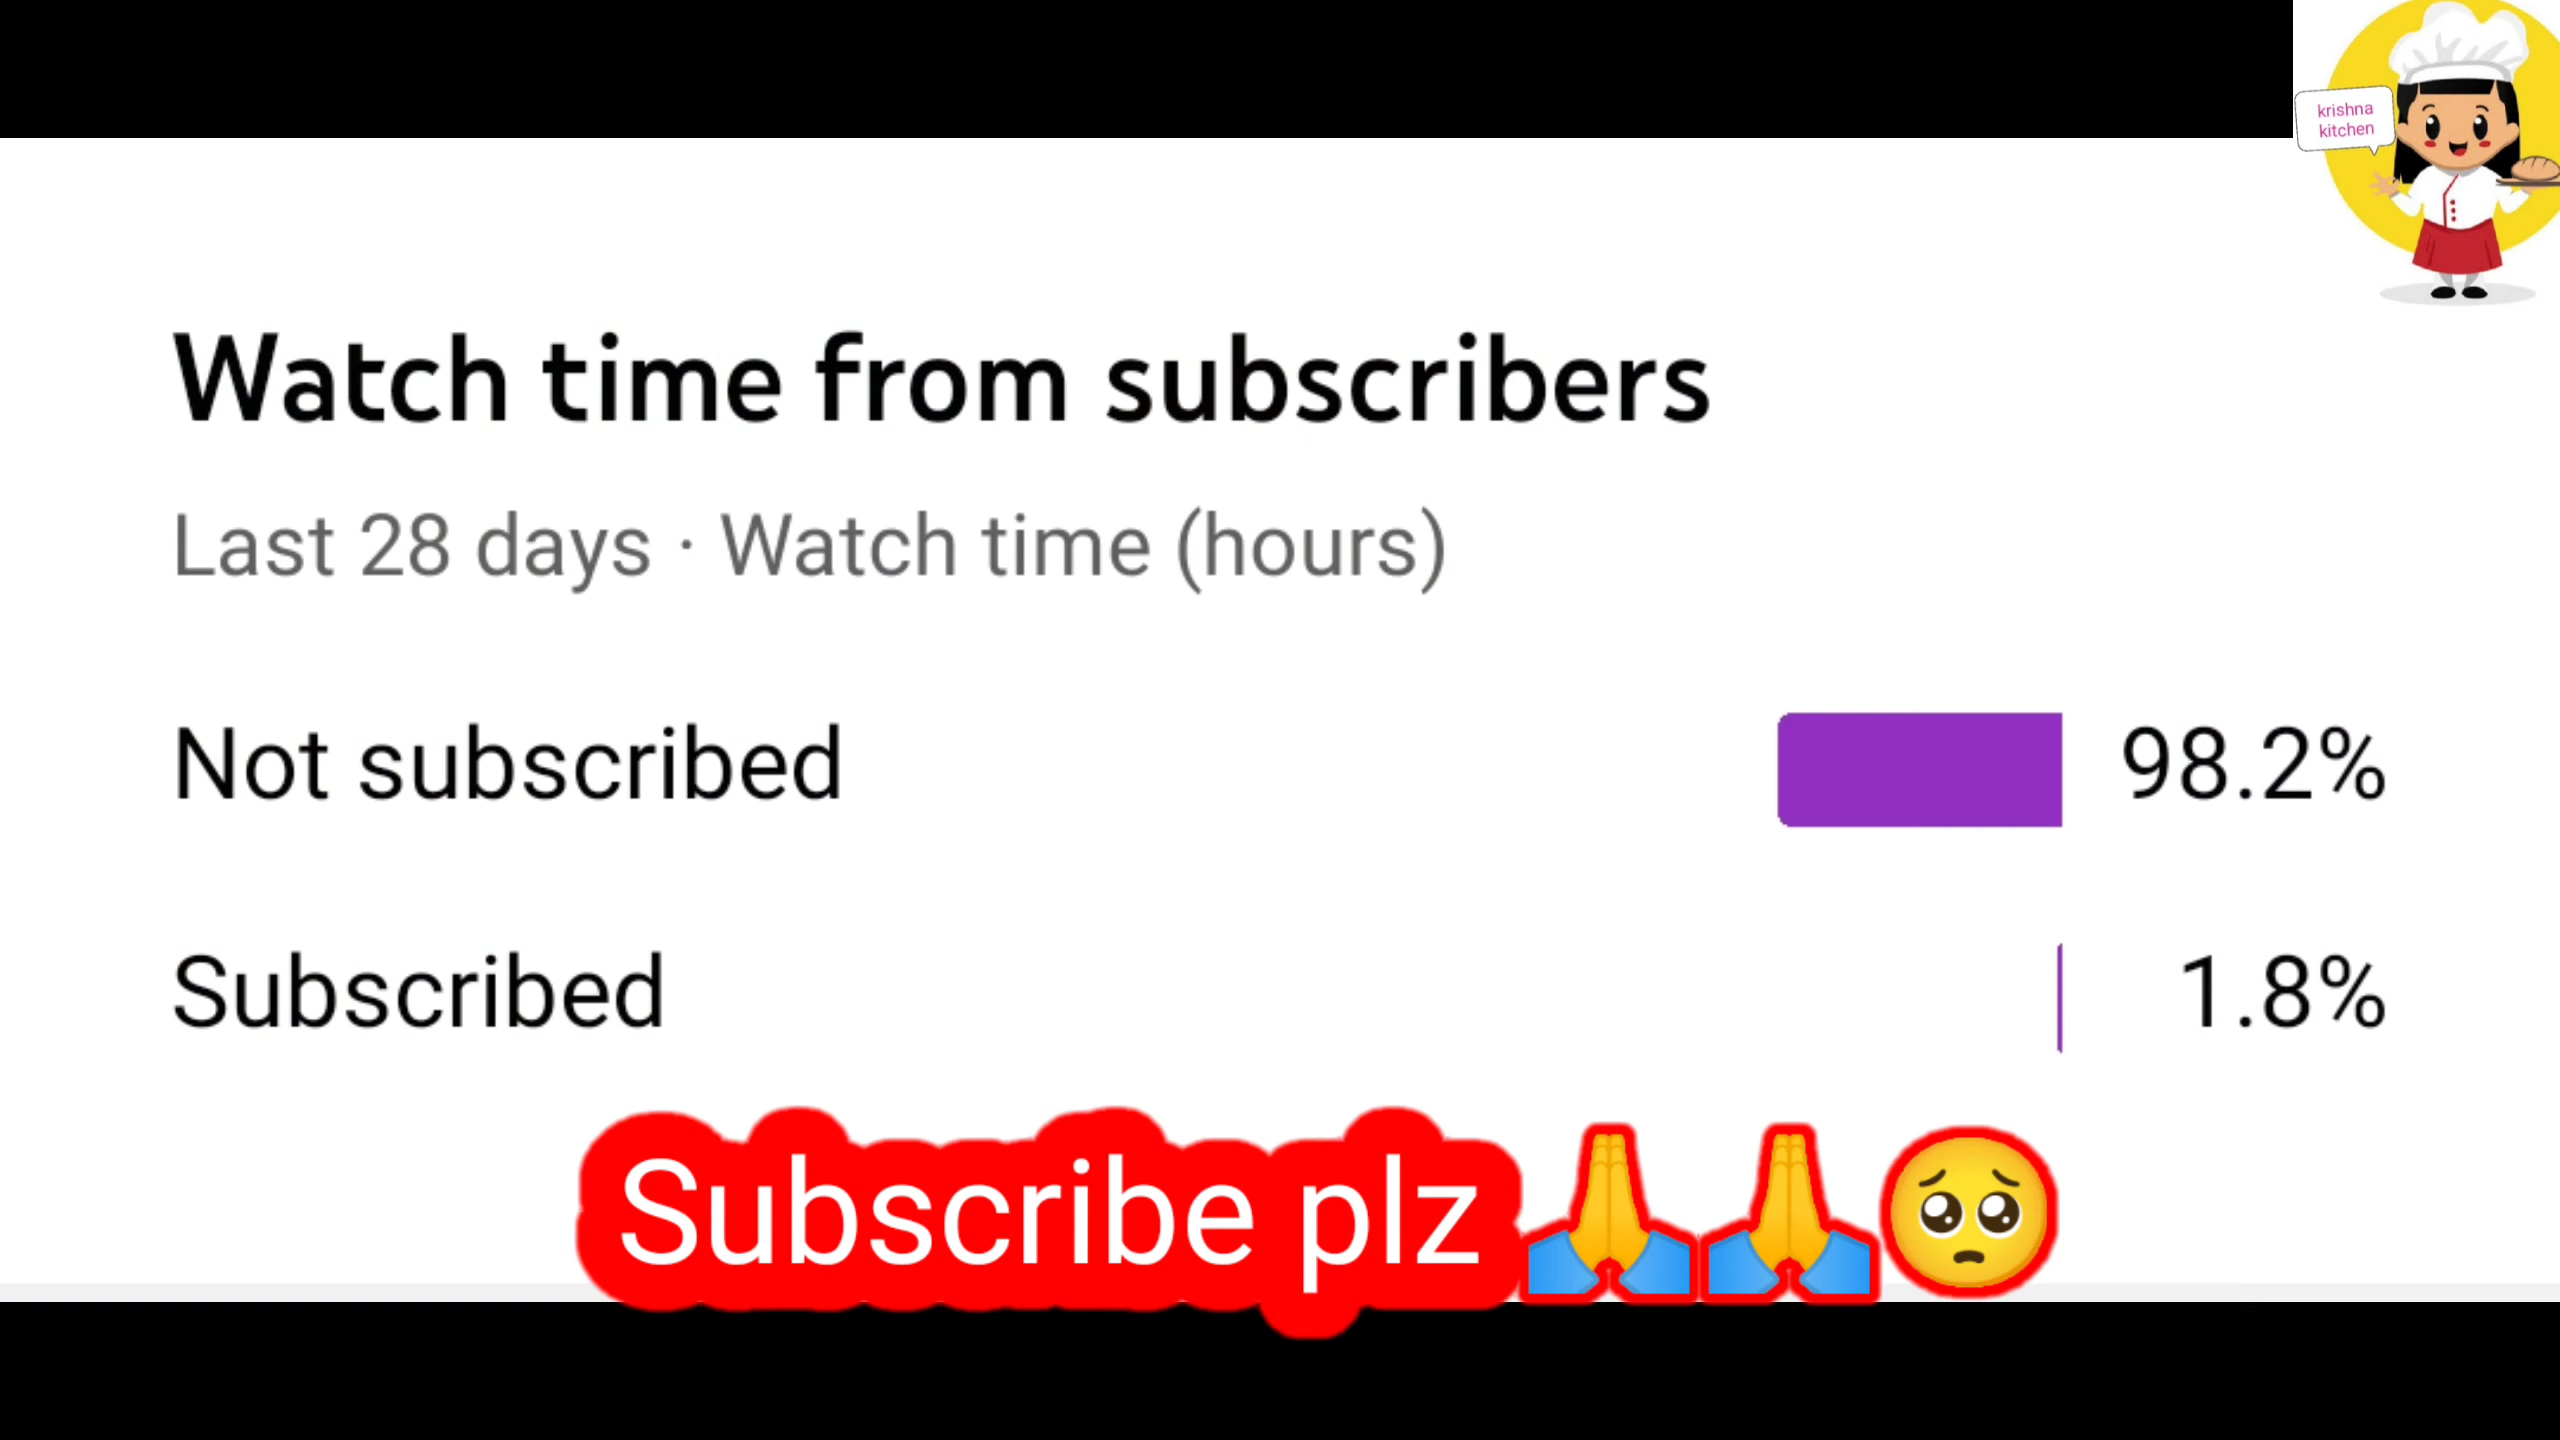 krishna
kitchen
Watch time from subscribers
Last 28 days · Watch time (hours)
Not subscribed 98.2%
Subscribed 1.8%
Subscribe plz 🙏🙏🥺